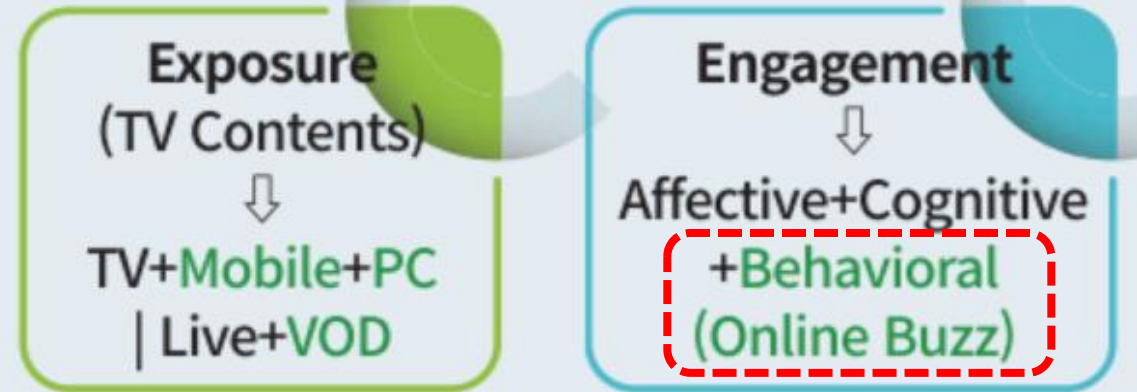 Exposure
(TV Contents)
⇩
TV+Mobile+PC
| Live+VOD
Engagement
⇩
Affective+Cognitive
+Behavioral
(Online Buzz)